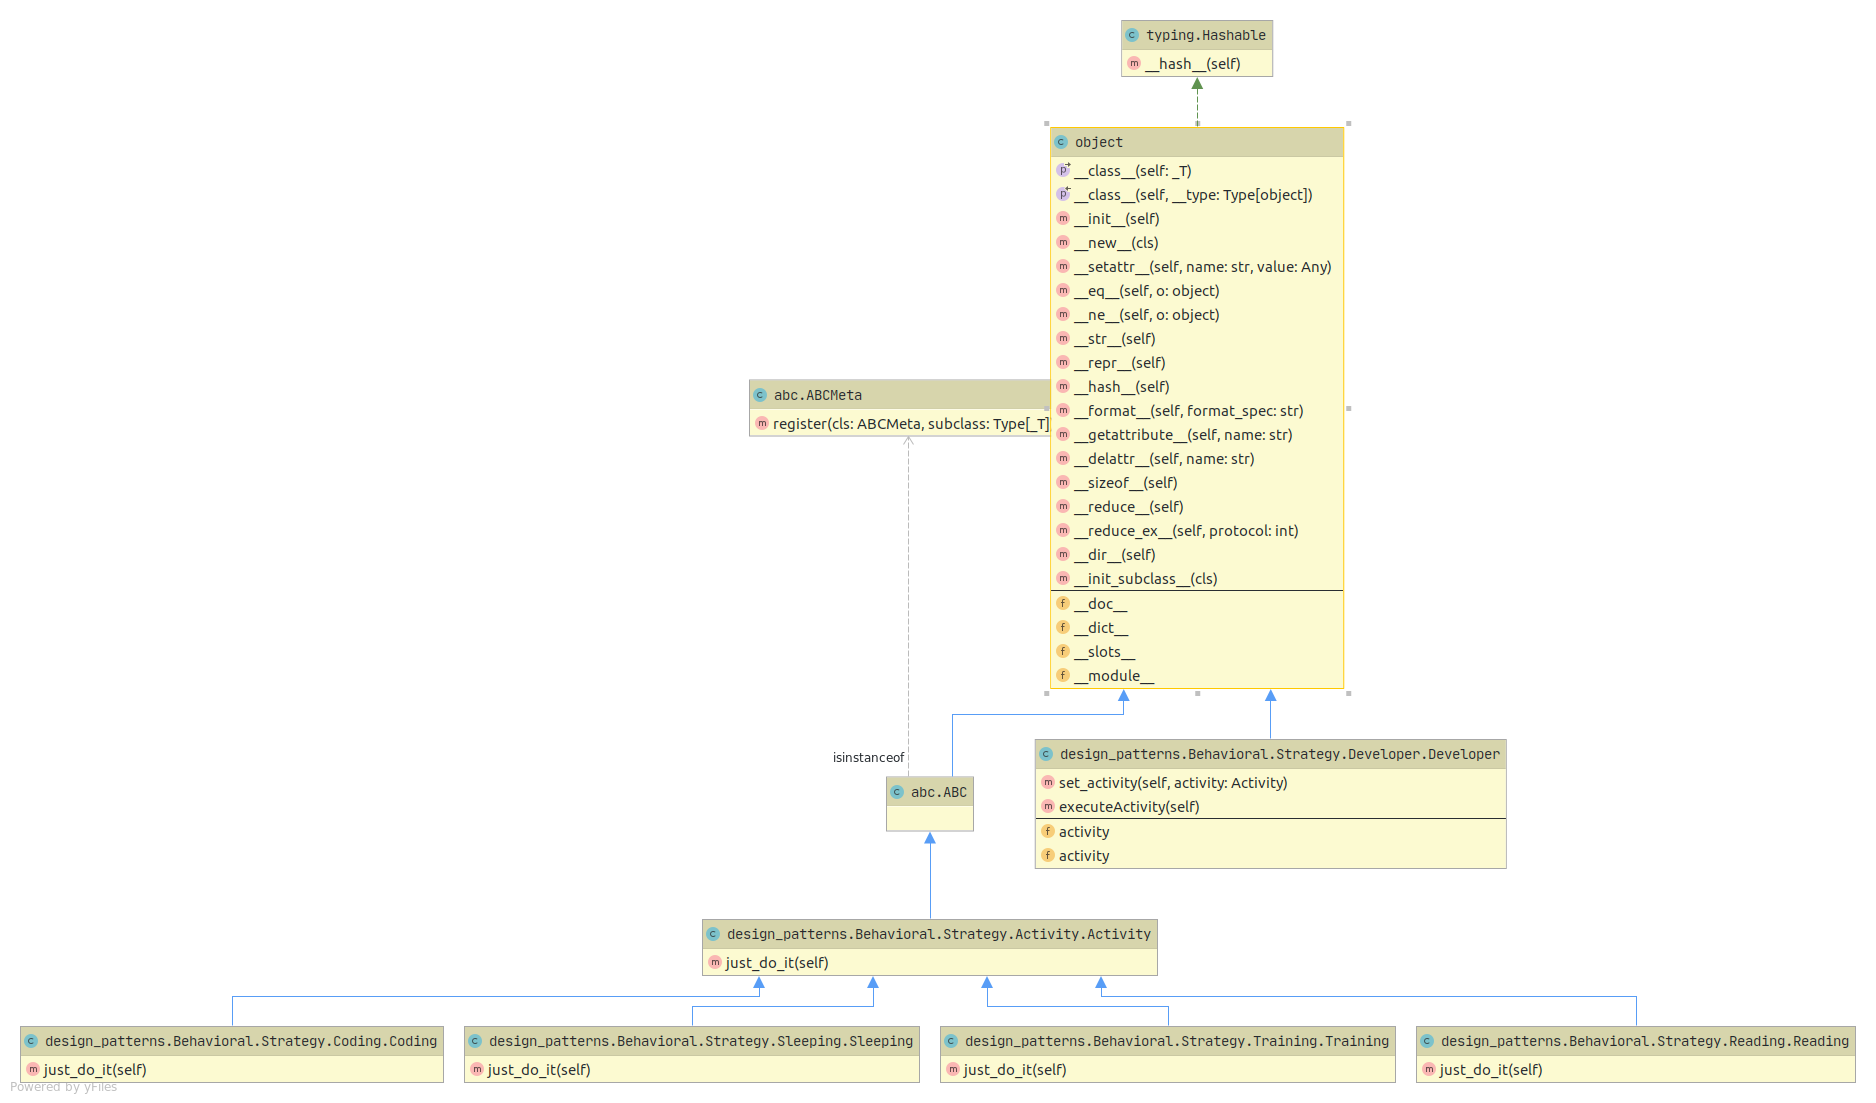 typing.Hashable
__hash__(self)
object
__class__(self: _T)
__class__(self, __type: Type[object])
__init__(self)
__new__(cls)
__setattr__(self, name: str, value: Any)
__eq__(self, o: object)
__ne__(self, o: object)
__str__(self)
__repr__(self)
__hash__(self)
__format__(self, format_spec: str)
__getattribute__(self, name: str)
__delattr__(self, name: str)
__sizeof__(self)
__reduce__(self)
__reduce_ex__(self, protocol: int)
__dir__(self)
__init_subclass__(cls)
__doc__
__dict__
__slots__
__module__
abc.ABCMeta
register(cls: ABCMeta, subclass: Type[_T]
isinstanceof
abc.ABC
design_patterns.Behavioral.Strategy.Developer.Developer
set_activity(self, activity: Activity)
executeActivity(self)
activity
activity
design_patterns.Behavioral.Strategy.Activity.Activity
just_do_it(self)
design_patterns.Behavioral.Strategy.Coding.Coding
just_do_it(self)
design_patterns.Behavioral.Strategy.Sleeping.Sleeping
just_do_it(self)
design_patterns.Behavioral.Strategy.Training.Training
just_do_it(self)
design_patterns.Behavioral.Strategy.Reading.Reading
just_do_it(self)
Powered by yFiles